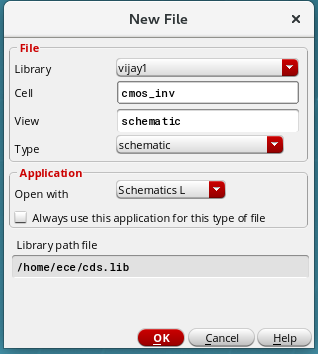 New File
File
Library vijay1
Cell cmos_inv
View schematic
Type schematic
Application
Open with Schematics L
Always use this application for this type of file
Library path file
/home/ece/cds.lib
OK Cancel Help